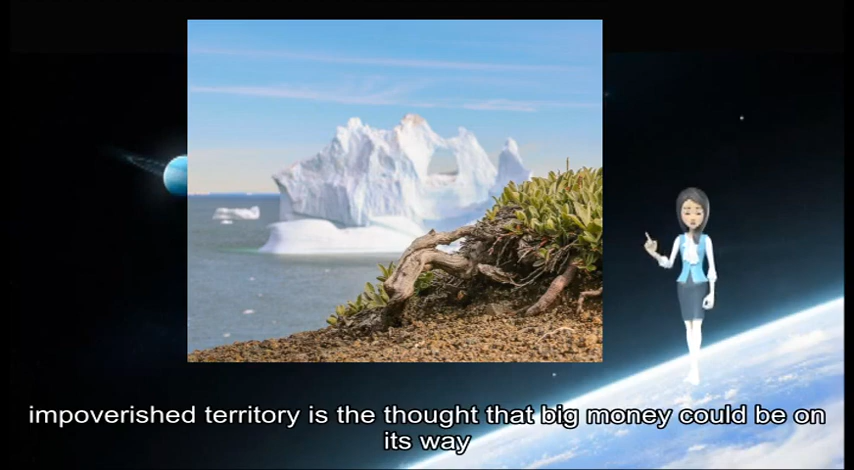 impoverished territory is the thought that big money could be on
its way